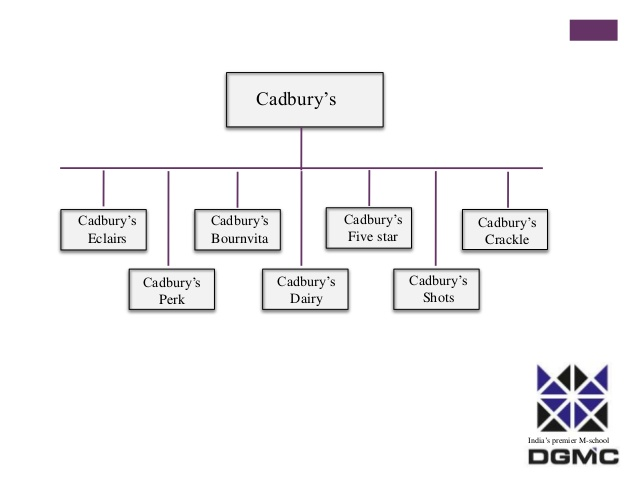 Cadbury’s
Cadbury’s
Eclairs
Cadbury’s
Bournvita
Cadbury’s
Five star
Cadbury’s
Crackle
Cadbury’s
Perk
Cadbury’s
Dairy
Cadbury’s
Shots
India’s premier M-school
DGMC